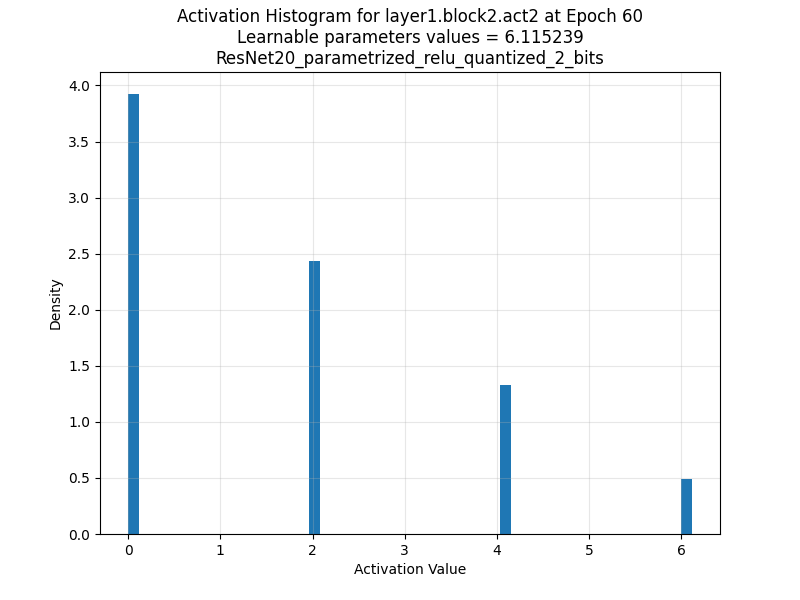 Activation Histogram for layer1.block2.act2 at Epoch 60
Learnable parameters values = 6.115239
ResNet20_parametrized_relu_quantized_2_bits
4.0
3.5
3.0
2.5
2.0
1.5
1.0
0.5
0.0
Density
0 1 2 3 4 5 6
Activation Value